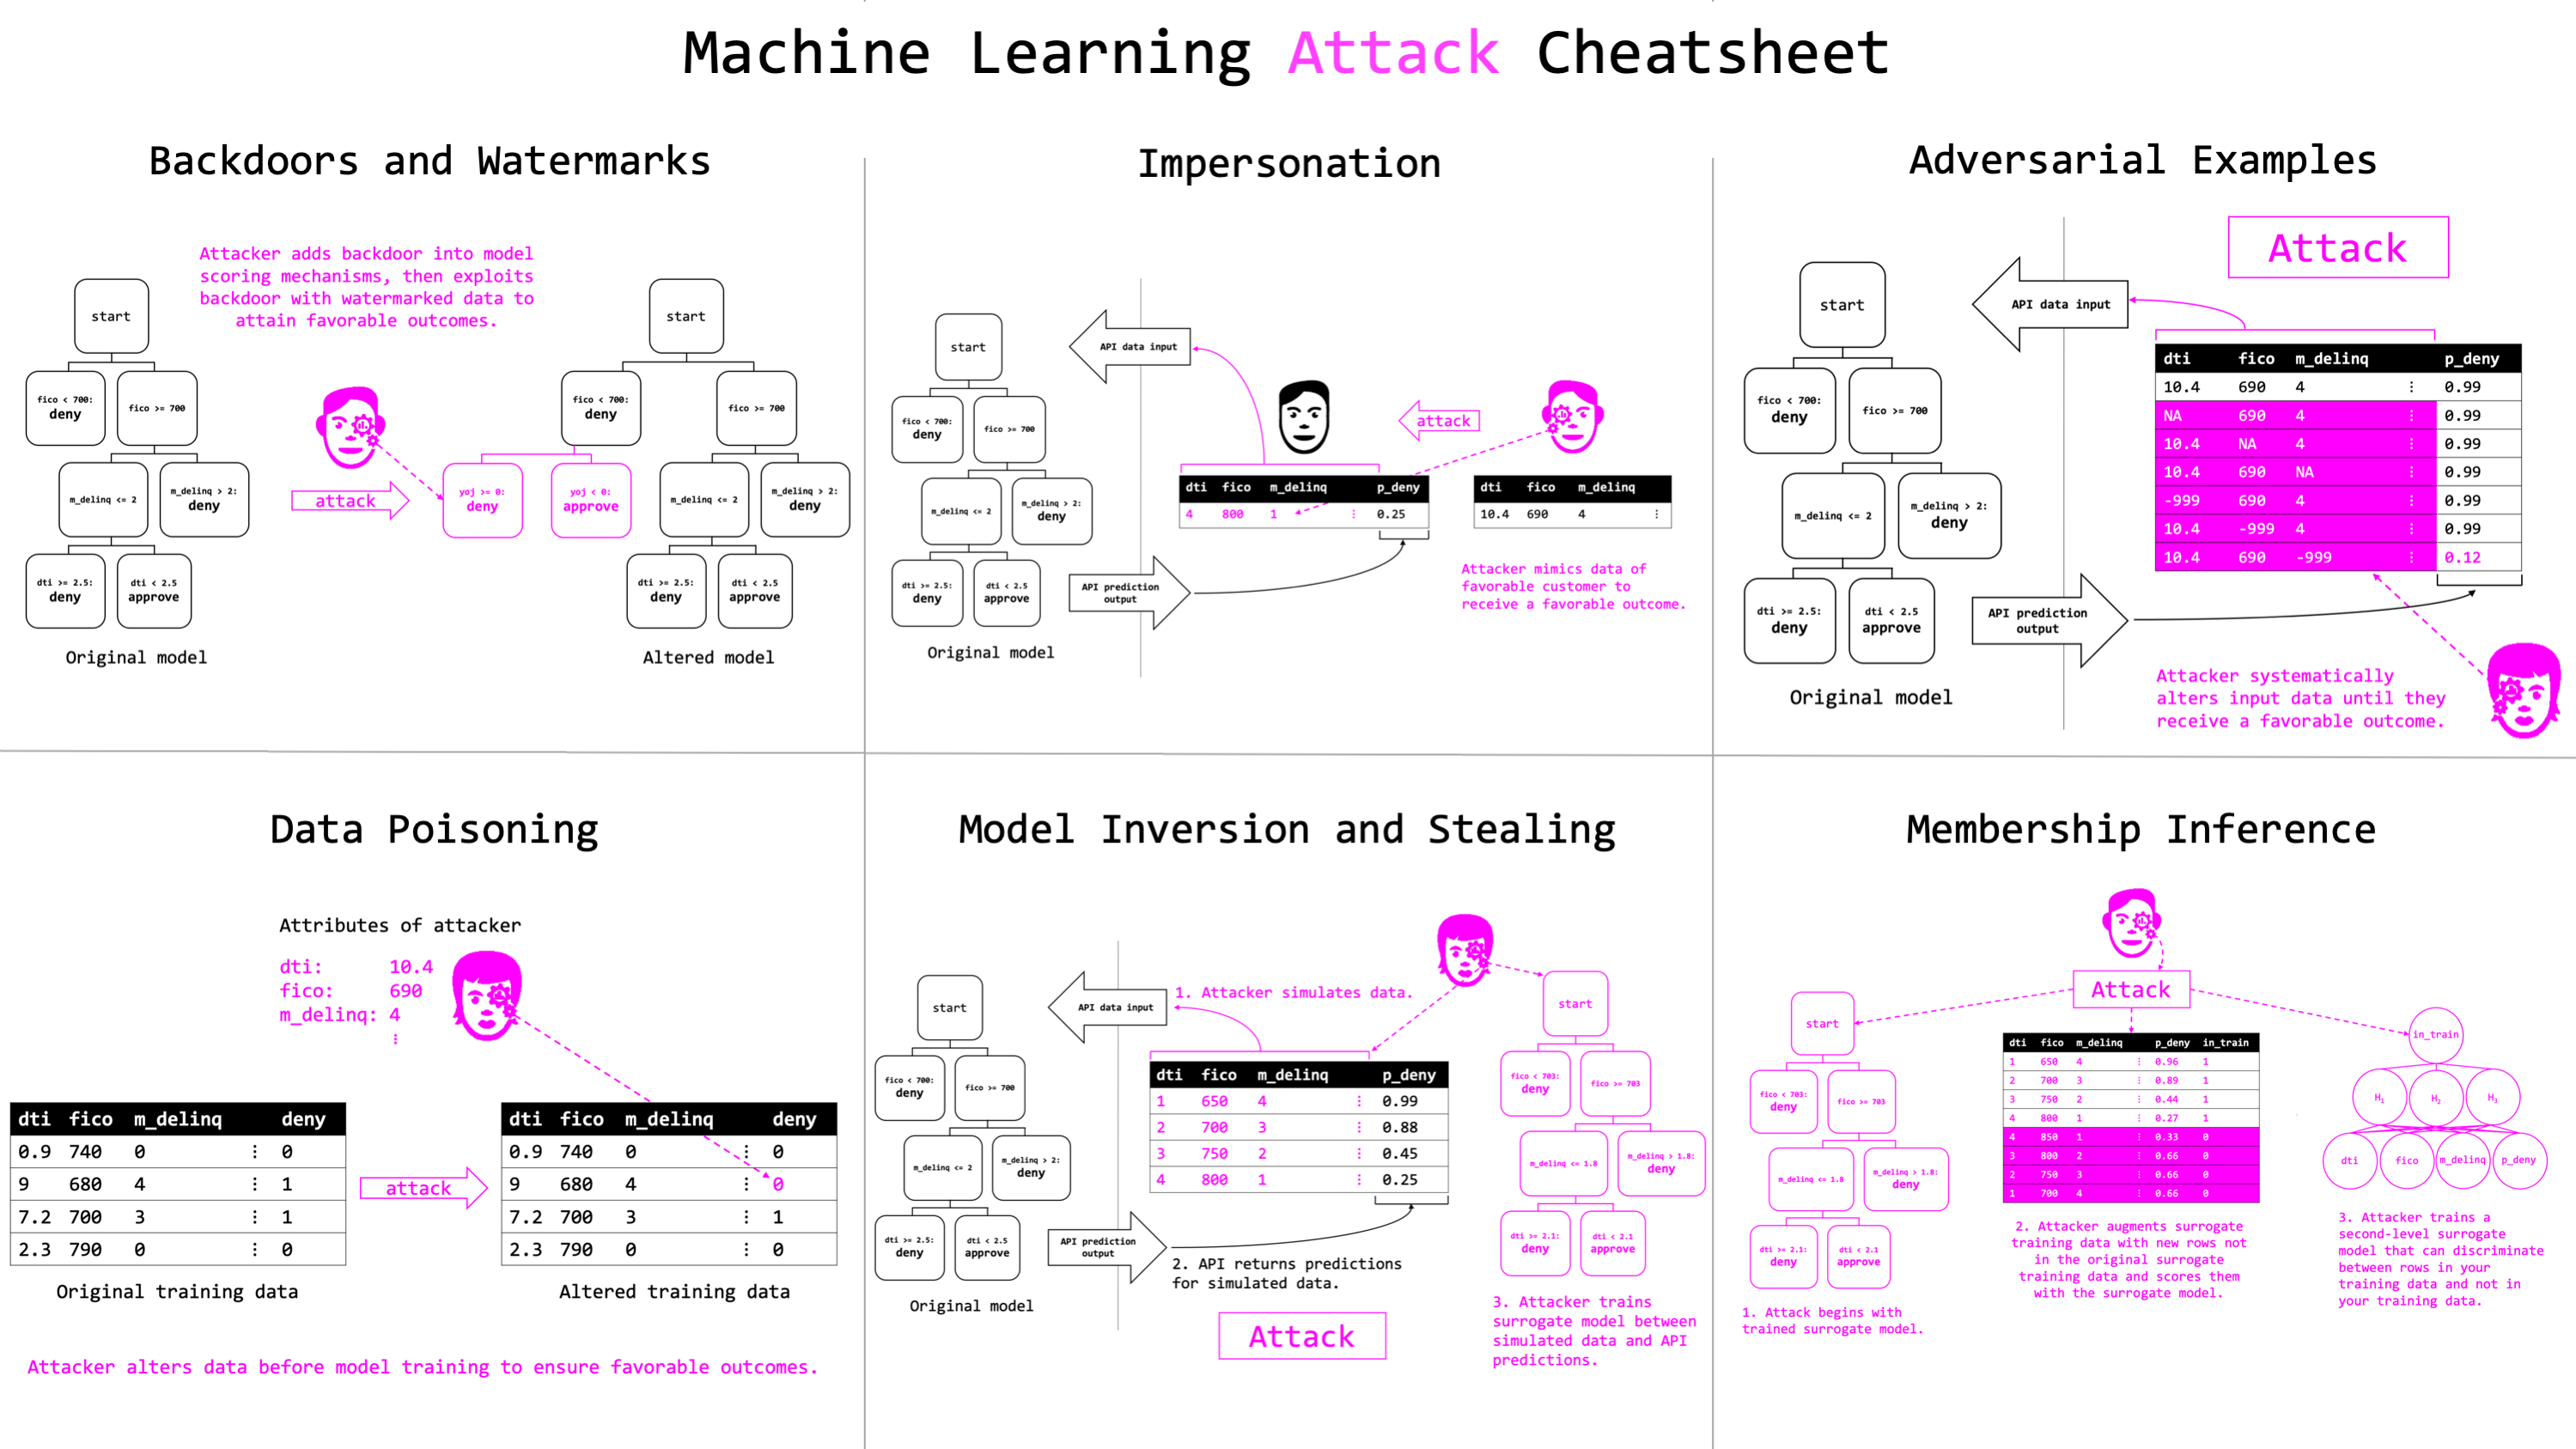 Machine Learning Attack Cheatsheet
Backdoors and Watermarks
Attacker adds backdoor into model
scoring mechanisms, then exploits
backdoor with watermarked data to
attain favorable outcomes.
start
fico < 700:
deny
fico >= 700
m_delinq <= 2
m_delinq > 2:
deny
dti >= 2.5:
deny
dti < 2.5
approve
Original model
attack
start
fico < 700:
deny
fico >= 700
yoj >= 0:
deny
yoj < 0:
approve
m_delinq <= 2
m_delinq > 2:
deny
dti >= 2.5:
deny
dti < 2.5
approve
Altered model
Impersonation
start
fico < 700:
deny
fico >= 700
m_delinq <= 2
m_delinq > 2:
deny
dti >= 2.5:
deny
dti < 2.5
approve
Original model
API data input
attack
dti fico m_delinq p_deny
4 800 1 ⋮ 0.25
dti fico m_delinq
10.4 690 4 ⋮
API prediction
output
Attacker mimics data of
favorable customer to
receive a favorable outcome.
Adversarial Examples
Attack
start
fico < 700:
deny
fico >= 700
m_delinq <= 2
m_delinq > 2:
deny
dti >= 2.5:
deny
dti < 2.5
approve
Original model
API data input
dti fico m_delinq p_deny
10.4 690 4 ⋮ 0.99
NA 690 4 ⋮ 0.99
10.4 NA 4 ⋮ 0.99
10.4 690 NA ⋮ 0.99
-999 690 4 ⋮ 0.99
10.4 -999 4 ⋮ 0.99
10.4 690 -999 ⋮ 0.12
API prediction
output
Attacker systematically
alters input data until they
receive a favorable outcome.
Data Poisoning
Attributes of attacker
dti: 10.4
fico: 690
m_delinq: 4
⋮
dti fico m_delinq deny
0.9 740 0 ⋮ 0
9 680 4 ⋮ 1
7.2 700 3 ⋮ 1
2.3 790 0 ⋮ 0
Original training data
attack
dti fico m_delinq deny
0.9 740 0 ⋮ 0
9 680 4 ⋮ 0
7.2 700 3 ⋮ 1
2.3 790 0 ⋮ 0
Altered training data
Attacker alters data before model training to ensure favorable outcomes.
Model Inversion and Stealing
start
fico < 700:
deny
fico >= 700
m_delinq <= 2
m_delinq > 2:
deny
dti >= 2.5:
deny
dti < 2.5
approve
Original model
API data input
1. Attacker simulates data.
dti fico m_delinq p_deny
1 650 4 ⋮ 0.99
2 700 3 ⋮ 0.88
3 750 2 ⋮ 0.45
4 800 1 ⋮ 0.25
API prediction
output
2. API returns predictions
for simulated data.
Attack
start
fico < 703:
deny
fico >= 703
m_delinq <= 1.8
m_delinq > 1.8:
deny
dti >= 2.1:
deny
dti < 2.1
approve
3. Attacker trains
surrogate model between
simulated data and API
predictions.
Membership Inference
Attack
start
fico < 703:
deny
fico >= 703
m_delinq <= 1.8
m_delinq > 1.8:
deny
dti >= 2.1:
deny
dti < 2.1
approve
1. Attack begins with
trained surrogate model.
dti fico m_delinq p_deny in_train
1 650 4 ⋮ 0.96 1
2 700 3 ⋮ 0.89 1
3 750 2 ⋮ 0.44 1
4 800 1 ⋮ 0.27 1
4 850 1 ⋮ 0.33 0
3 800 2 ⋮ 0.66 0
2 750 3 ⋮ 0.66 0
1 700 4 ⋮ 0.66 0
2. Attacker augments surrogate
training data with new rows not
in the original surrogate
training data and scores them
with the surrogate model.
in_train
H₁ H₂ H₃
dti fico m_delinq p_deny
3. Attacker trains a
second-level surrogate
model that can discriminate
between rows in your
training data and not in
your training data.